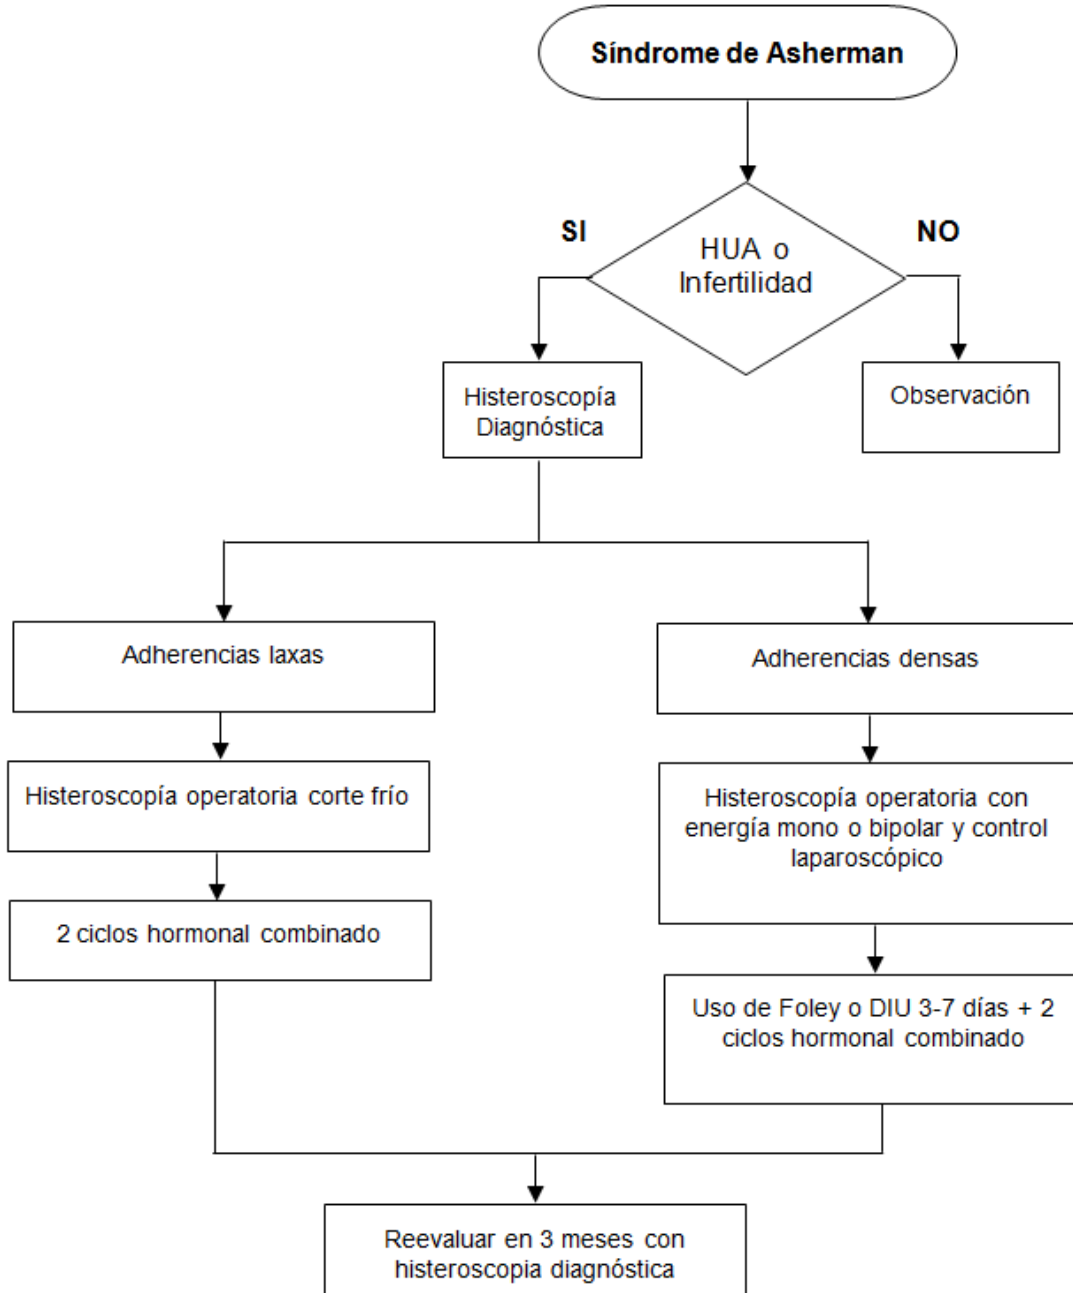 Síndrome de Asherman
SI
NO
HUA o
Infertilidad
Histeroscopía
Diagnóstica
Observación
Adherencias laxas
Adherencias densas
Histeroscopía operatoria corte frío
Histeroscopía operatoria con
energía mono o bipolar y control
laparoscópico
2 ciclos hormonal combinado
Uso de Foley o DIU 3-7 días + 2
ciclos hormonal combinado
Reevaluar en 3 meses con
histeroscopia diagnóstica